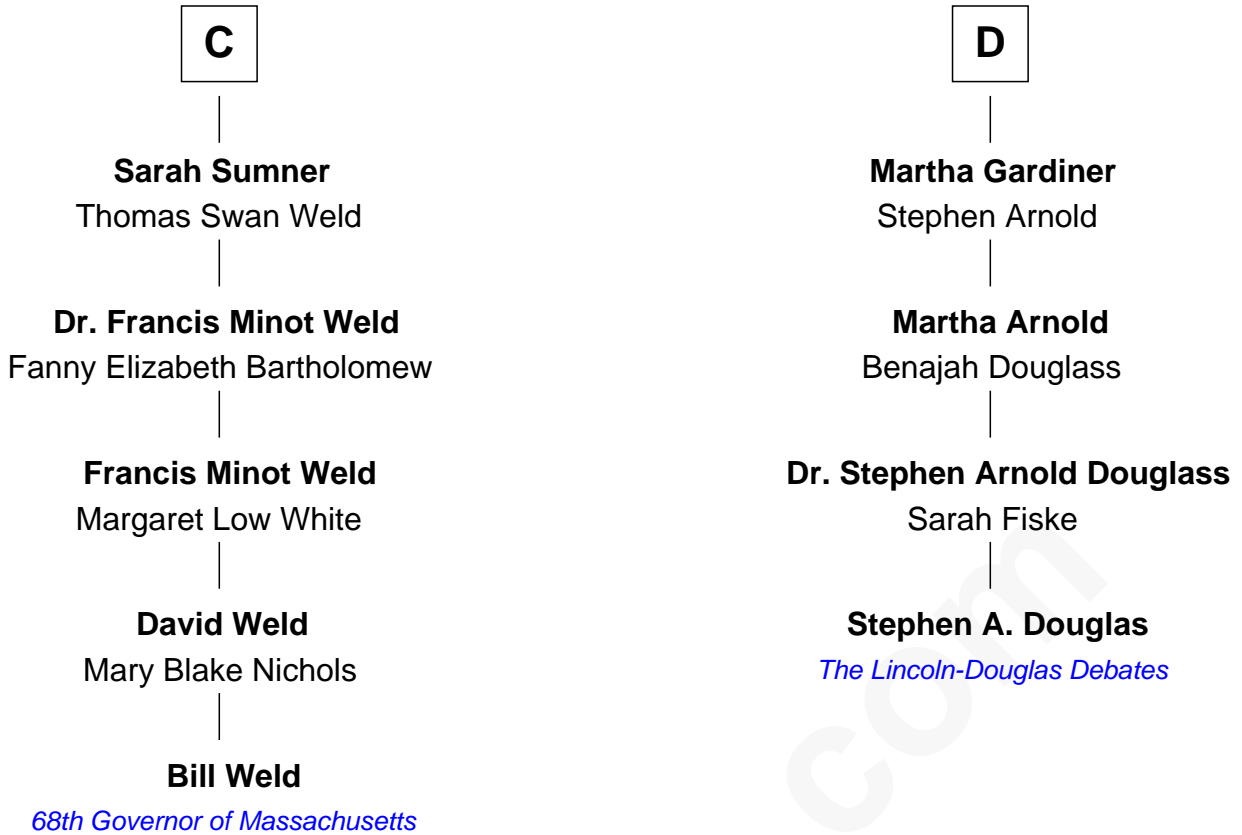 C
Sarah Sumner
Thomas Swan Weld
Dr. Francis Minot Weld
Fanny Elizabeth Bartholomew
Francis Minot Weld
Margaret Low White
David Weld
Mary Blake Nichols
Bill Weld
68th Governor of Massachusetts
D
Martha Gardiner
Stephen Arnold
Martha Arnold
Benajah Douglass
Dr. Stephen Arnold Douglass
Sarah Fiske
Stephen A. Douglas
The Lincoln-Douglas Debates
com